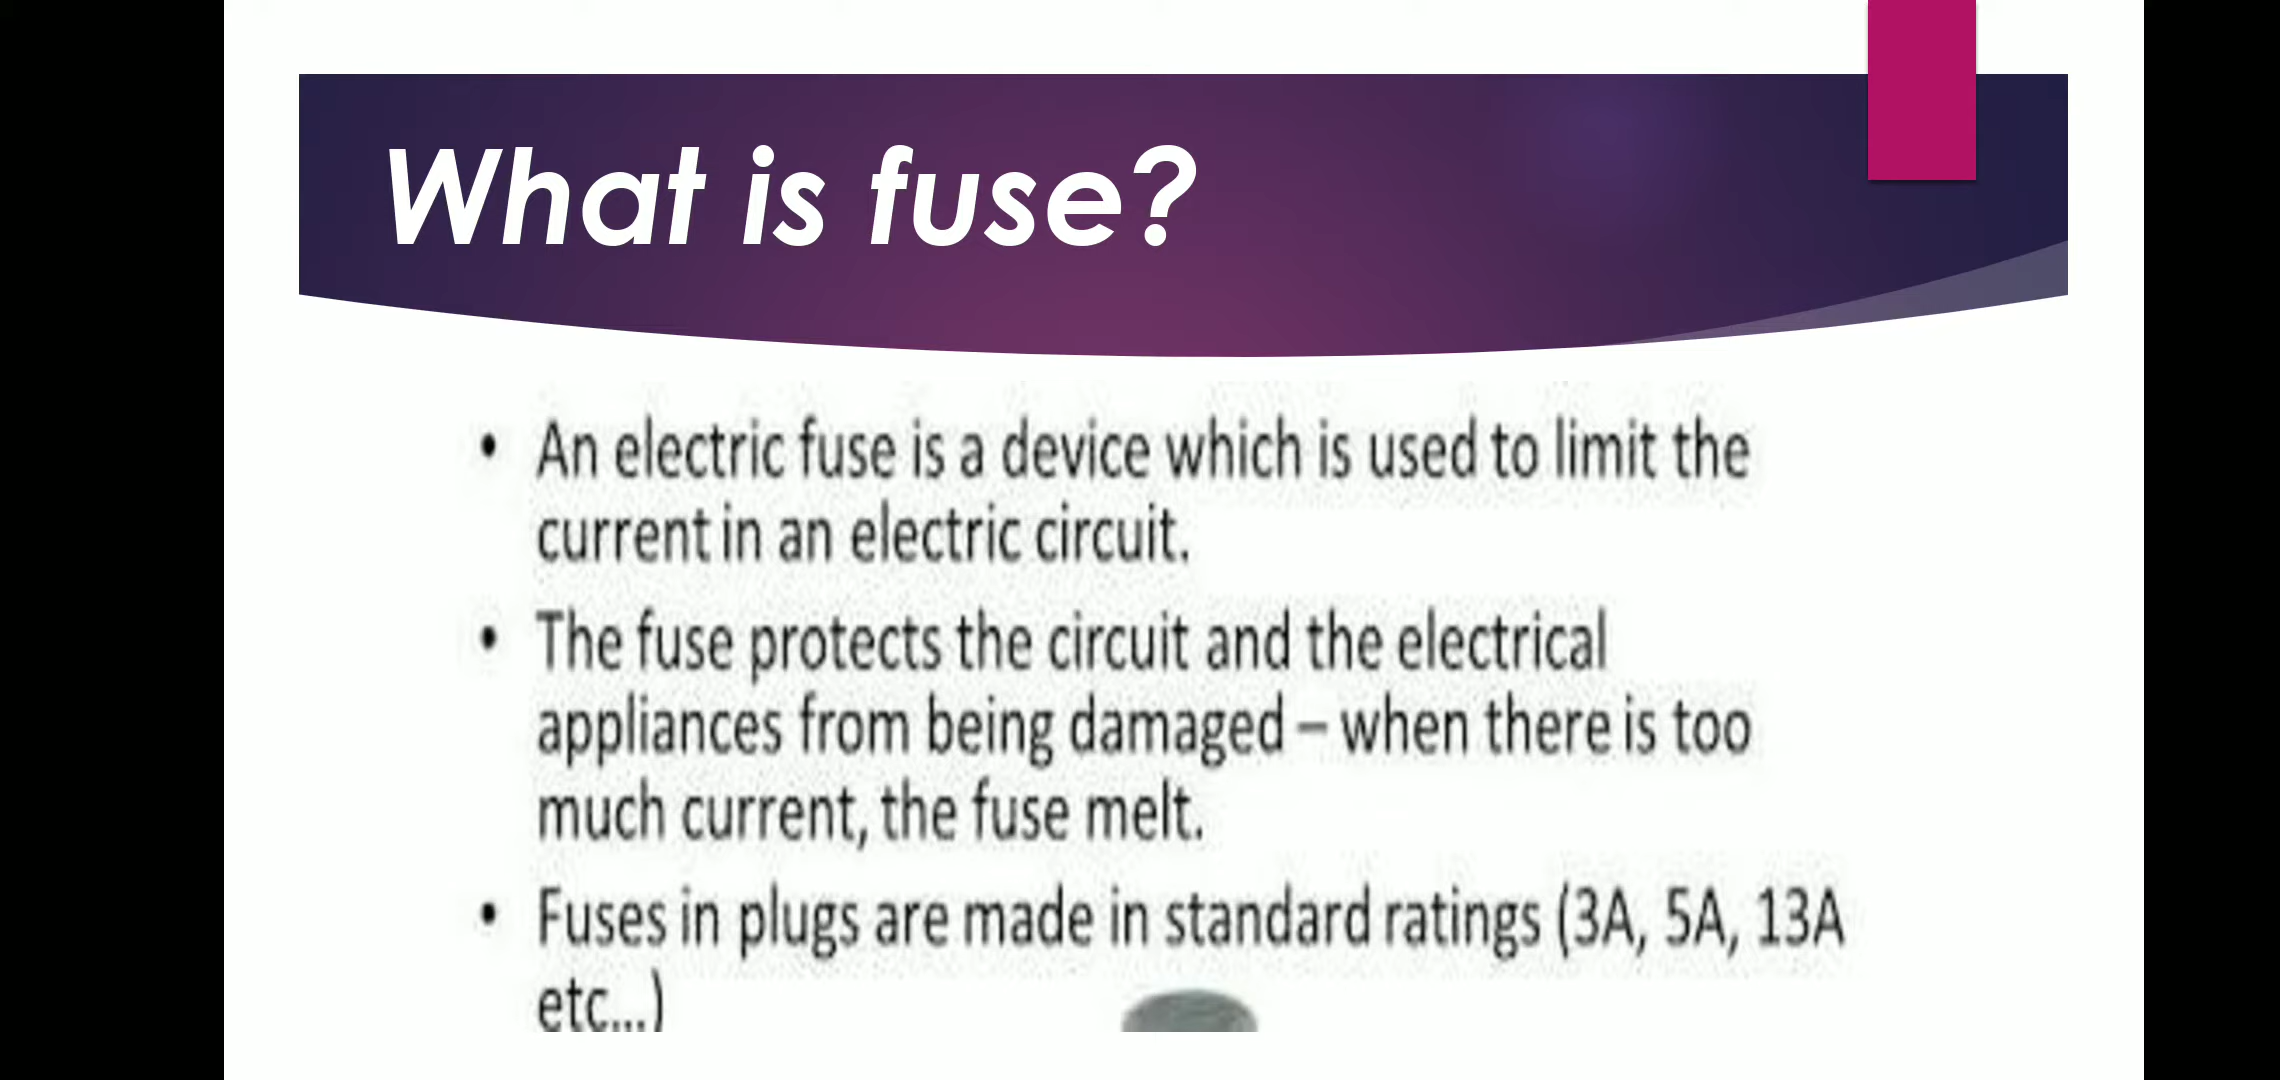 What is fuse?
• An electric fuse is a device which is used to limit the
current in an electric circuit.
• The fuse protects the circuit and the electrical
appliances from being damaged – when there is too
much current, the fuse melt.
• Fuses in plugs are made in standard ratings (3A, 5A, 13A
etc...)